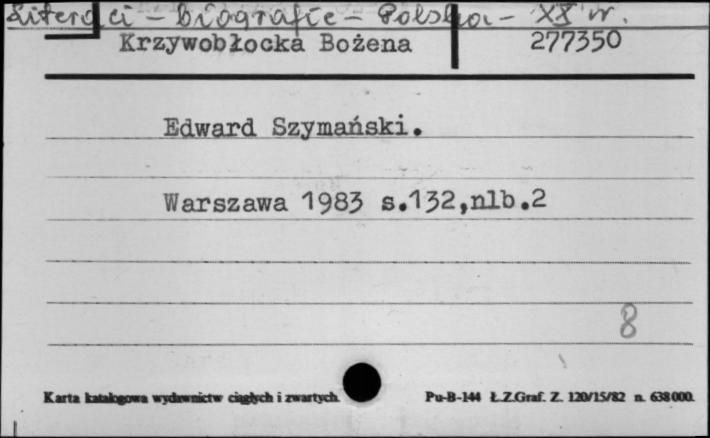 Literaci - biografie - Polska - XX w.
Krzywobłocka Bożena 277350
Edward Szymański.
Warszawa 1983 s.132,nlb.2
8
Karta katalogowa wydawnictw ciągłych i zwartych. Pu-B-144 Ł.Z.Graf. Z. 120/15/82 n. 638000.